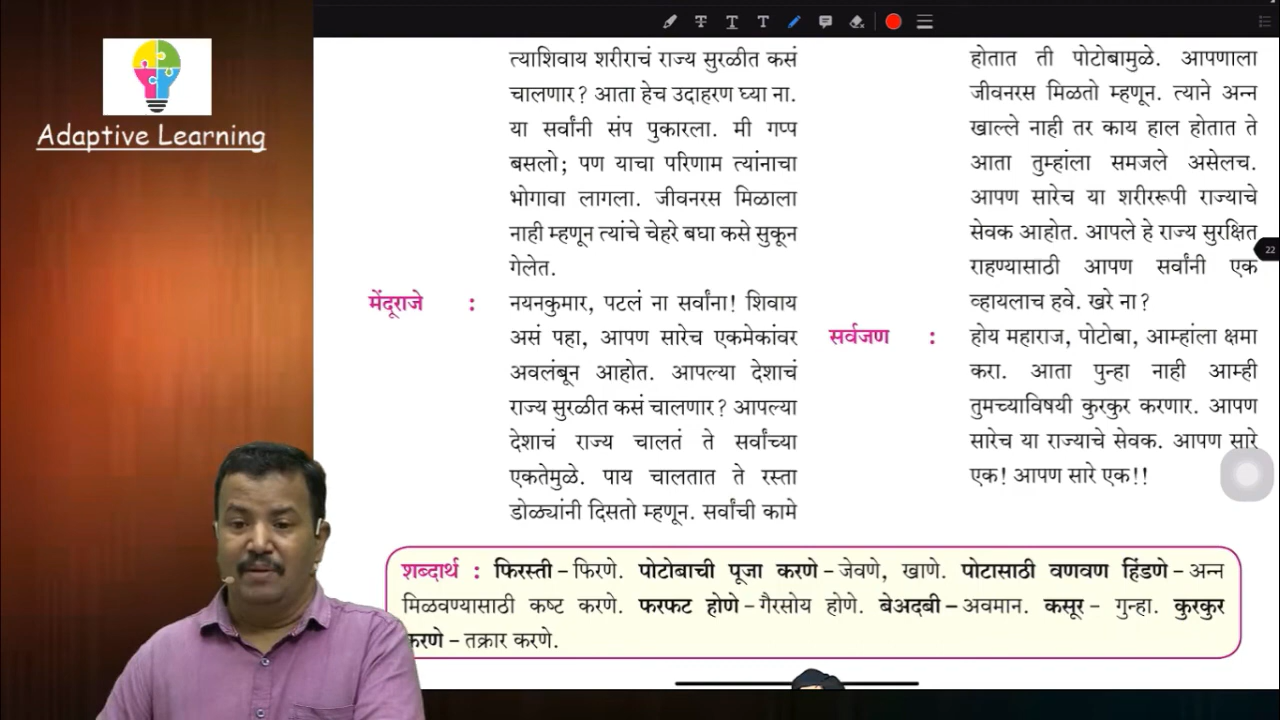 Adaptive Learning
त्याशिवाय शरीराचं राज्य सुरळीत कसं
चालणार? आता हेच उदाहरण घ्या ना.
या सर्वांनी संप पुकारला. मी गप्प
बसलो; पण याचा परिणाम त्यांनाचा
भोगावा लागला. जीवनरस मिळाला
नाही म्हणून त्यांचे चेहरे बघा कसे सुकून
गेलेत.
मेंदूराजे : नयनकुमार, पटलं ना सर्वांना! शिवाय
असं पहा, आपण सारेच एकमेकांवर
अवलंबून आहोत. आपल्या देशाचं
राज्य सुरळीत कसं चालणार? आपल्या
देशाचं राज्य चालतं ते सर्वांच्या
एकतेमुळे. पाय चालतात ते रस्ता
डोळ्यांनी दिसतो म्हणून. सर्वांची कामे
होतात ती पोटोबामुळे. आपणाला
जीवनरस मिळतो म्हणून. त्याने अन्न
खाल्ले नाही तर काय हाल होतात ते
आता तुम्हांला समजले असेलच.
आपण सारेच या शरीररूपी राज्याचे
सेवक आहोत. आपले हे राज्य सुरक्षित
राहण्यासाठी आपण सर्वांनी एक
व्हायलाच हवे. खरे ना?
सर्वजण : होय महाराज, पोटोबा, आम्हांला क्षमा
करा. आता पुन्हा नाही आम्ही
तुमच्याविषयी कुरकुर करणार. आपण
सारेच या राज्याचे सेवक. आपण सारे
एक! आपण सारे एक!!
22
शब्दार्थ : फिरस्ती – फिरणे. पोटोबाची पूजा करणे – जेवणे, खाणे. पोटासाठी वणवण हिंडणे – अन्न
मिळवण्यासाठी कष्ट करणे. फरफट होणे – गैरसोय होणे. बेअदबी – अवमान. कसूर – गुन्हा. कुरकुर
करणे – तक्रार करणे.